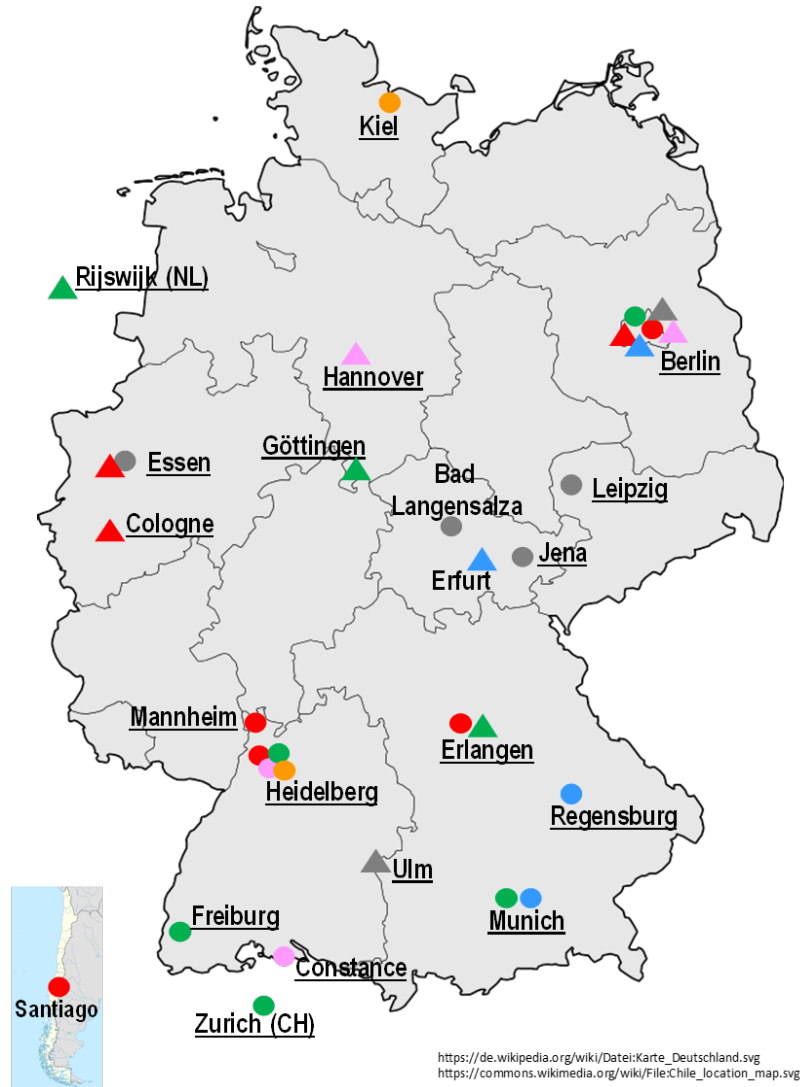 Kiel
Rijswijk (NL)
Berlin
Hannover
Göttingen
Essen
Bad
Langensalza
Leipzig
Cologne
Jena
Erfurt
Mannheim
Erlangen
Heidelberg
Regensburg
Ulm
Freiburg
Munich
Constance
Santiago
Zurich (CH)
https://de.wikipedia.org/wiki/Datei:Karte_Deutschland.svg
https://commons.wikimedia.org/wiki/File:Chile_location_map.svg